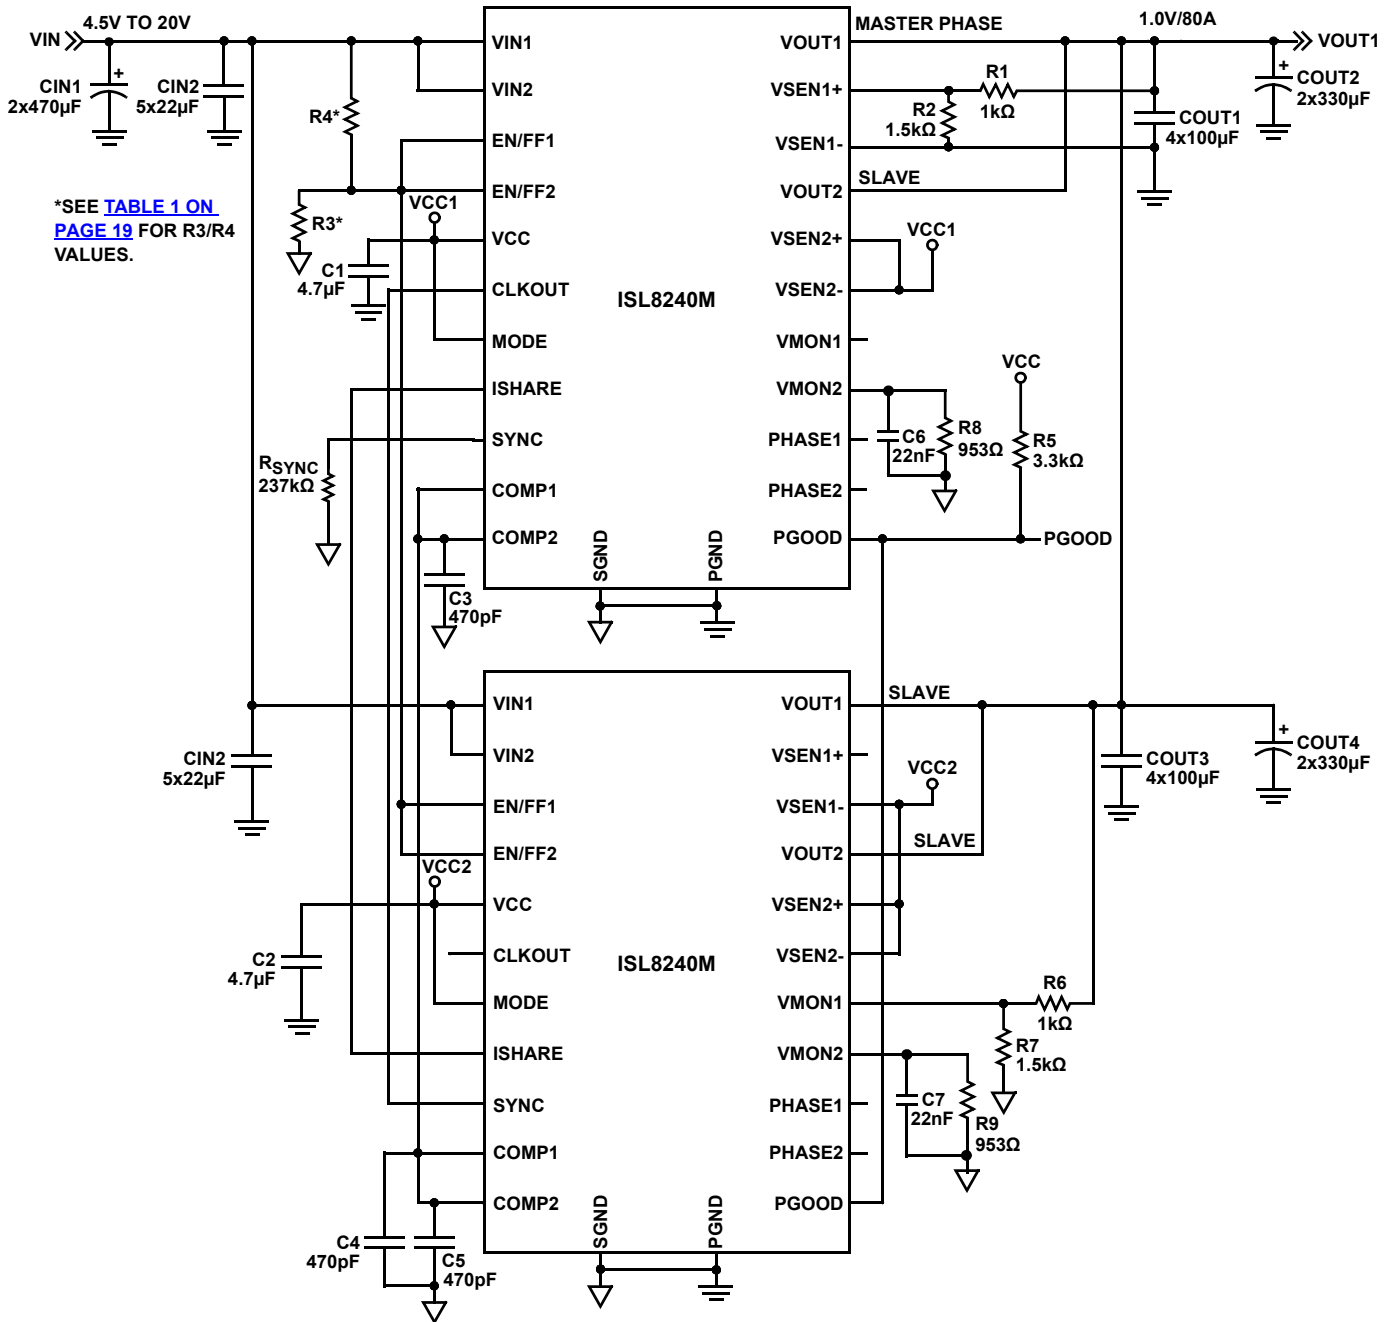 4.5V TO 20V
VIN
CIN1
2x470µF
+
CIN2
5x22µF
R4*
R3*
*SEE TABLE 1 ON
PAGE 19 FOR R3/R4
VALUES.
VCC1
C1
4.7µF
RSYNC
237kΩ
C3
470pF
VIN1
VIN2
EN/FF1
EN/FF2
VCC
CLKOUT
MODE
ISHARE
SYNC
COMP1
COMP2
ISL8240M
SGND
PGND
VOUT1
VSEN1+
VSEN1-
VOUT2
VSEN2+
VSEN2-
VMON1
VMON2
PHASE1
PHASE2
PGOOD
MASTER PHASE
1.0V/80A
VOUT1
R1
1kΩ
R2
1.5kΩ
COUT1
4x100µF
+
COUT2
2x330µF
SLAVE
VCC1
VCC
C6
22nF
R8
953Ω
R5
3.3kΩ
PGOOD
CIN2
5x22µF
VCC2
C2
4.7µF
C4
470pF
C5
470pF
VIN1
VIN2
EN/FF1
EN/FF2
VCC
CLKOUT
MODE
ISHARE
SYNC
COMP1
COMP2
ISL8240M
SGND
PGND
VOUT1
VSEN1+
VSEN1-
VOUT2
VSEN2+
VSEN2-
VMON1
VMON2
PHASE1
PHASE2
PGOOD
SLAVE
VCC2
SLAVE
COUT3
4x100µF
+
COUT4
2x330µF
R6
1kΩ
R7
1.5kΩ
C7
22nF
R9
953Ω